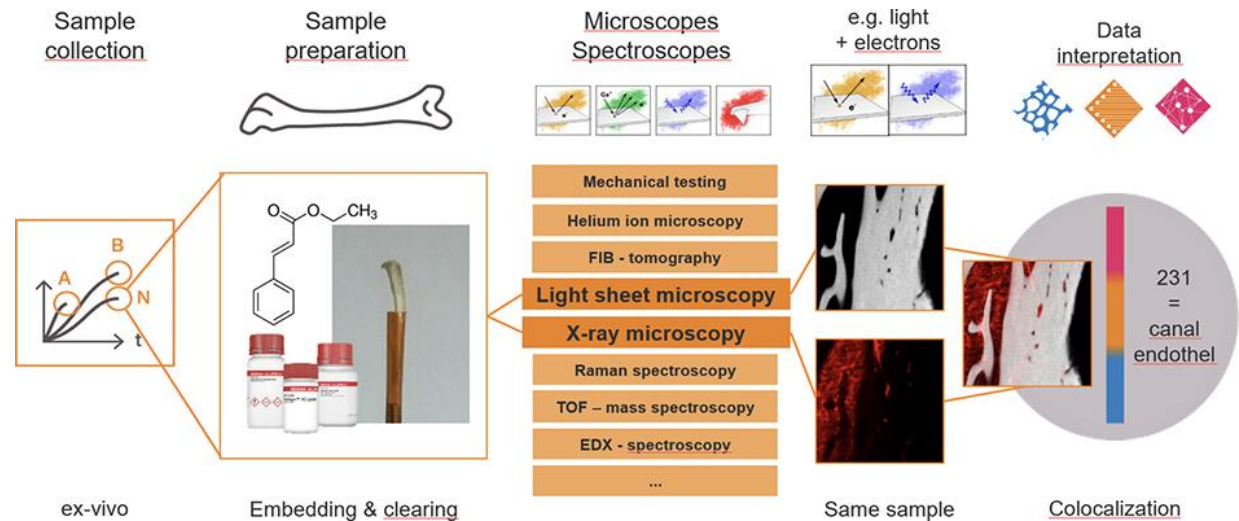 Sample
collection
Sample
preparation
Microscopes
Spectroscopes
e.g. light
+ electrons
Data
interpretation
Ga+
e-
e-
A
B
N
t
O
CH3
O
Mechanical testing
Helium ion microscopy
FIB - tomography
Light sheet microscopy
X-ray microscopy
Raman spectroscopy
TOF – mass spectroscopy
EDX - spectroscopy
...
231
=
canal
endothel
ex-vivo
Embedding & clearing
Same sample
Colocalization